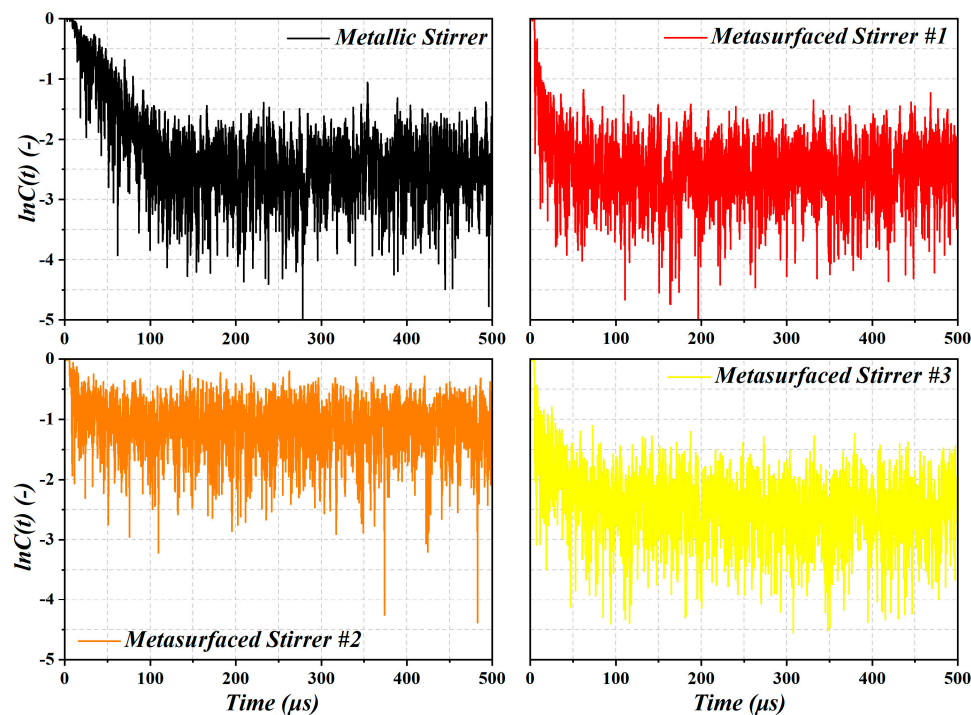 Metallic Stirrer
Metasurfaced Stirrer #1
lnC(t) (-)
0
-1
-2
-3
-4
-5
0 100 200 300 400 500
0 100 200 300 400 500
Metasurfaced Stirrer #2
Metasurfaced Stirrer #3
lnC(t) (-)
0
-1
-2
-3
-4
-5
0 100 200 300 400 500
0 100 200 300 400 500
Time (μs)
Time (μs)